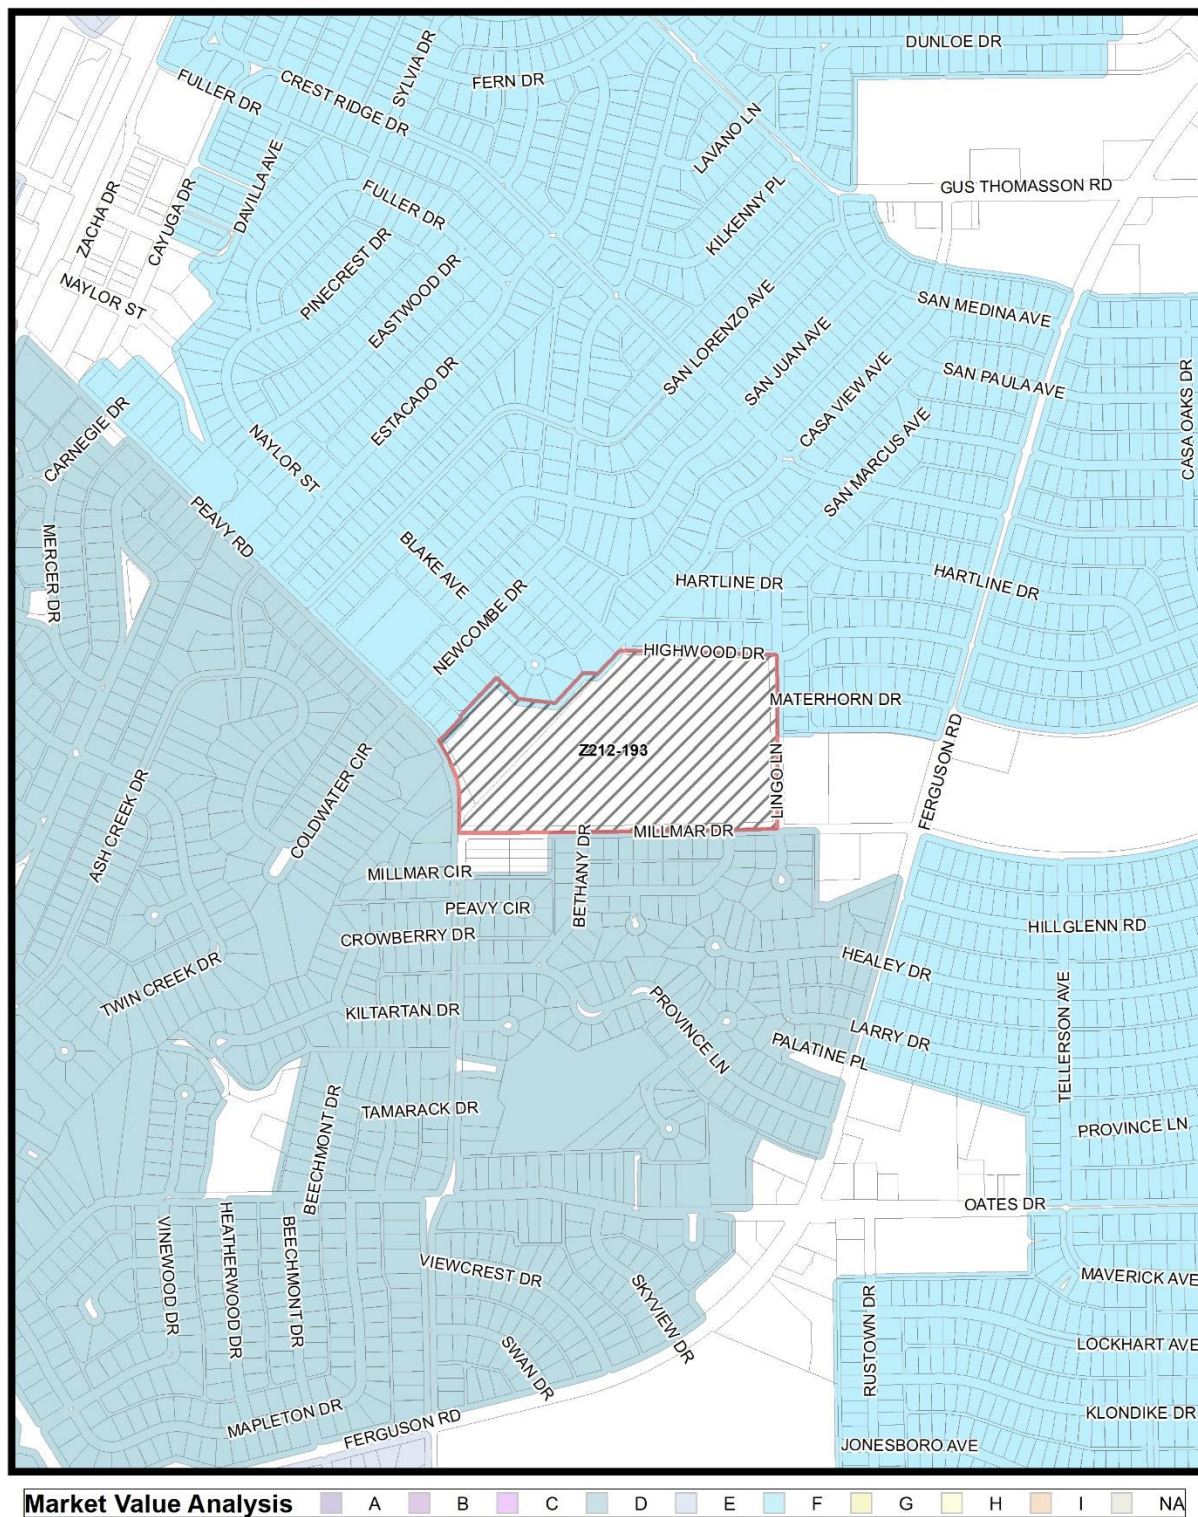 DUNLOE DR
SYLVIA DR
FERN DR
FULLER DR
CREST RIDGE DR
LAVANO LN
GUS THOMASSON RD
DAVILLA AVE
ZACHA DR
CAYUGA DR
FULLER DR
KILKENNY PL
PINECREST DR
EASTWOOD DR
NAYLOR ST
SAN MEDINA AVE
SAN LORENZO AVE
SAN JUAN AVE
SAN PAULA AVE
CASA OAKS DR
ESTACADO DR
CASA VIEW AVE
CARNEGIE DR
NAYLOR ST
SAN MARCUS AVE
PEAVY RD
MERCER DR
BLAKE AVE
HARTLINE DR
HARTLINE DR
NEWCOMBE DR
HIGHWOOD DR
MATERHORN DR
Z212-193
FERGUSON RD
LINGO LN
COLDWATER CIR
ASH CREEK DR
MILLMAR DR
BETHANY DR
MILLMAR CIR
PEAVY CIR
HILLGLENN RD
CROWBERRY DR
HEALEY DR
TWIN CREEK DR
KILTARTAN DR
PROVINCE LN
LARRY DR
TELLERSON AVE
PALATINE PL
TAMARACK DR
BEECHMONT DR
PROVINCE LN
OATES DR
VINEWOOD DR
HEATHERWOOD DR
BEECHMONT DR
VIEWCREST DR
SKYVIEW DR
MAVERICK AVE
RUSTOWN DR
LOCKHART AVE
SWAN DR
MAPLETON DR
FERGUSON RD
KLONDIKE DR
JONESBORO AVE
Market Value Analysis A B C D E F G H I NA